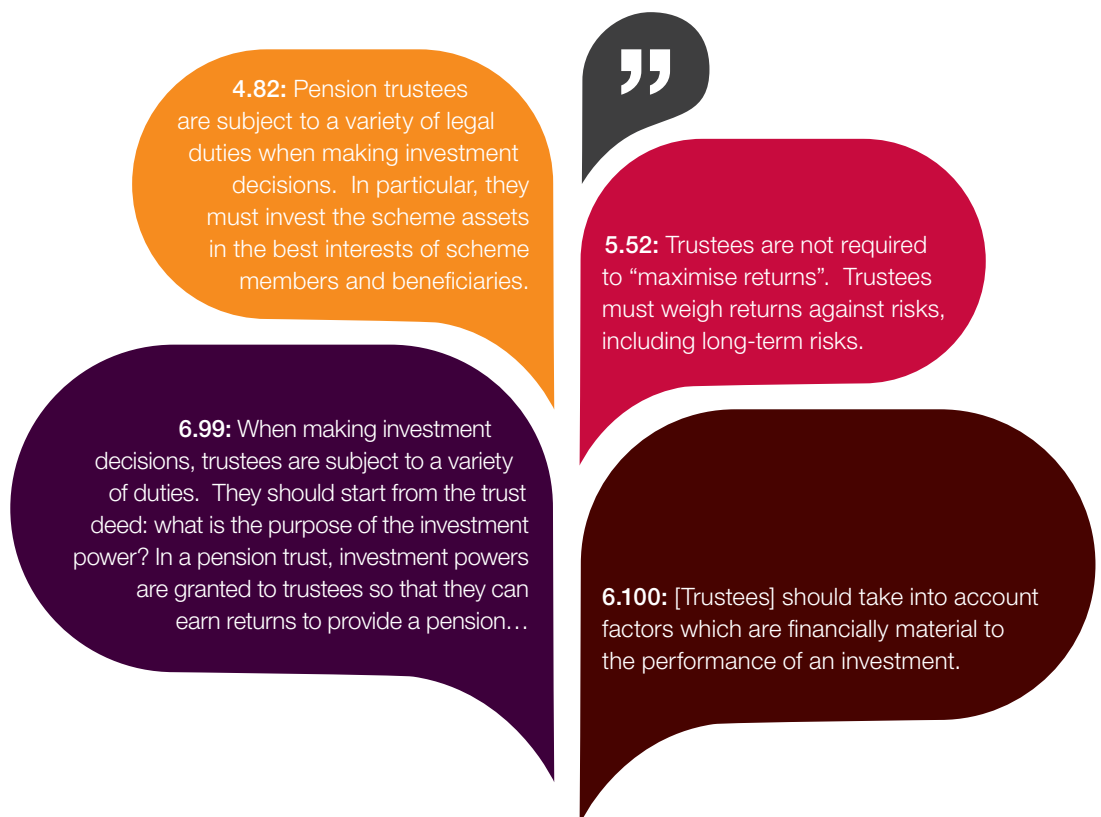 ”
4.82: Pension trustees
are subject to a variety of legal
duties when making investment
decisions.  In particular, they
must invest the scheme assets
in the best interests of scheme
members and beneficiaries.
5.52: Trustees are not required
to “maximise returns”.  Trustees
must weigh returns against risks,
including long-term risks.
6.99: When making investment
decisions, trustees are subject to a variety
of duties.  They should start from the trust
deed: what is the purpose of the investment
power? In a pension trust, investment powers
are granted to trustees so that they can
earn returns to provide a pension…
6.100: [Trustees] should take into account
factors which are financially material to
the performance of an investment.